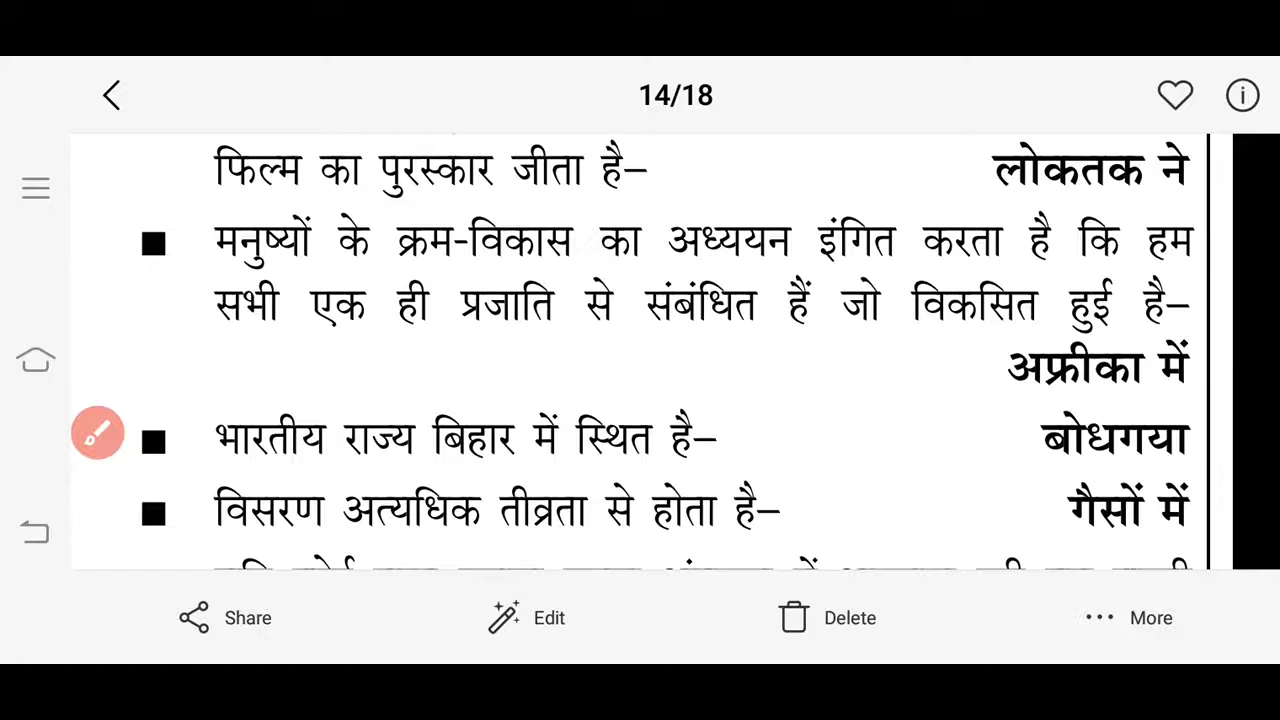 14/18
फिल्म का पुरस्कार जीता है– लोकतक ने
■ मनुष्यों के क्रम-विकास का अध्ययन इंगित करता है कि हम
सभी एक ही प्रजाति से संबंधित हैं जो विकसित हुई है–
अफ्रीका में
■ भारतीय राज्य बिहार में स्थित है– बोधगया
■ विसरण अत्यधिक तीव्रता से होता है– गैसों में
Share Edit Delete More